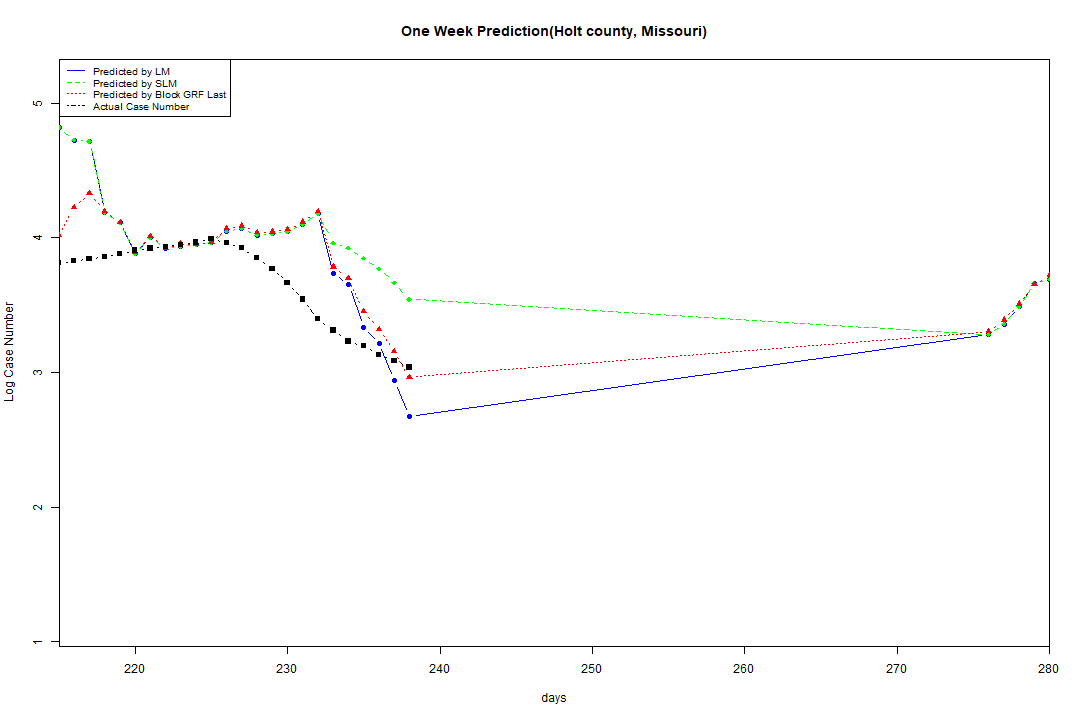 One Week Prediction(Holt county, Missouri)
Predicted by LM
Predicted by SLM
Predicted by Block GRF Last
Actual Case Number
5
4
3
2
1
Log Case Number
220 230 240 250 260 270 280
days